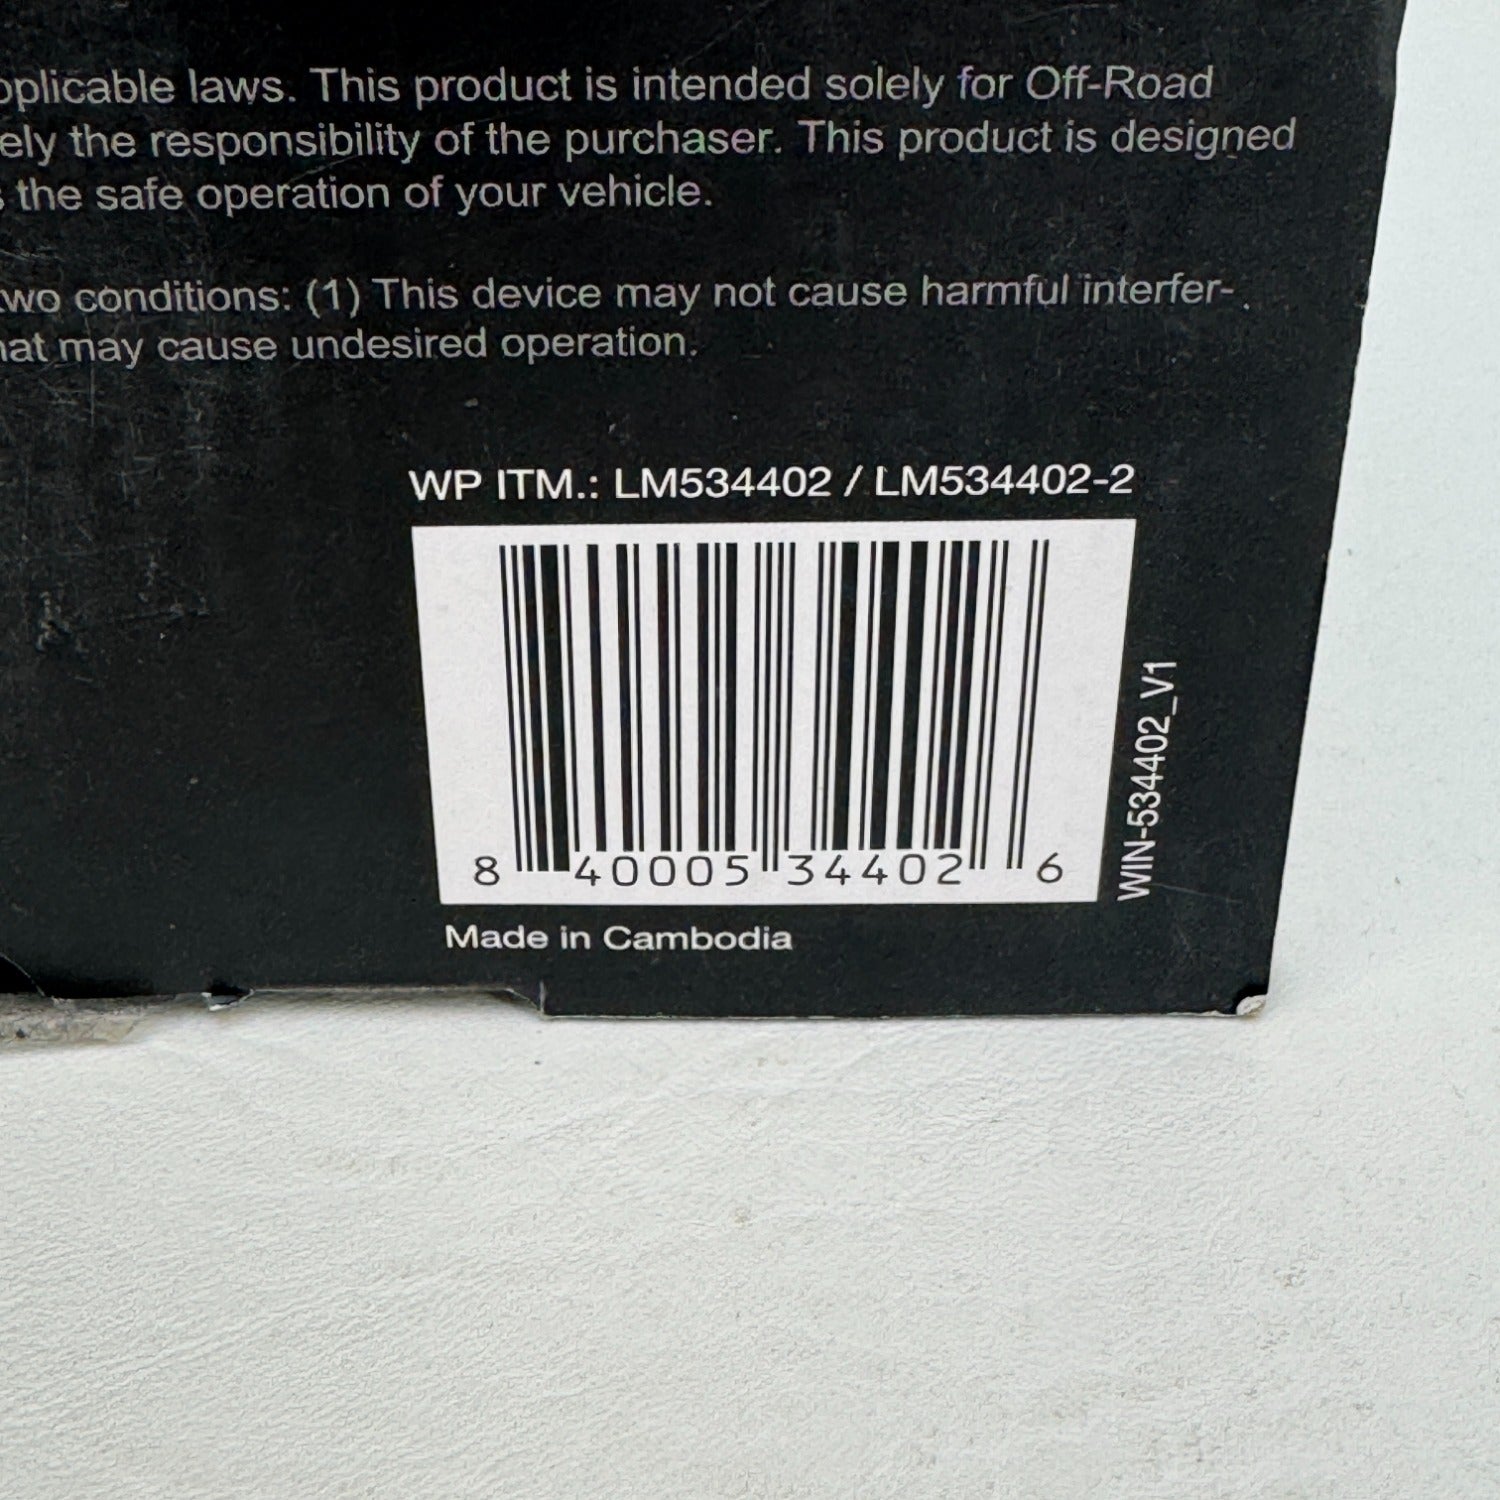 applicable laws. This product is intended solely for Off-Road
ely the responsibility of the purchaser. This product is designed
the safe operation of your vehicle.
two conditions: (1) This device may not cause harmful interfer-
hat may cause undesired operation.
WP ITM.: LM534402 / LM534402-2
8 40005 34402 6
WIN-534402_V1
Made in Cambodia